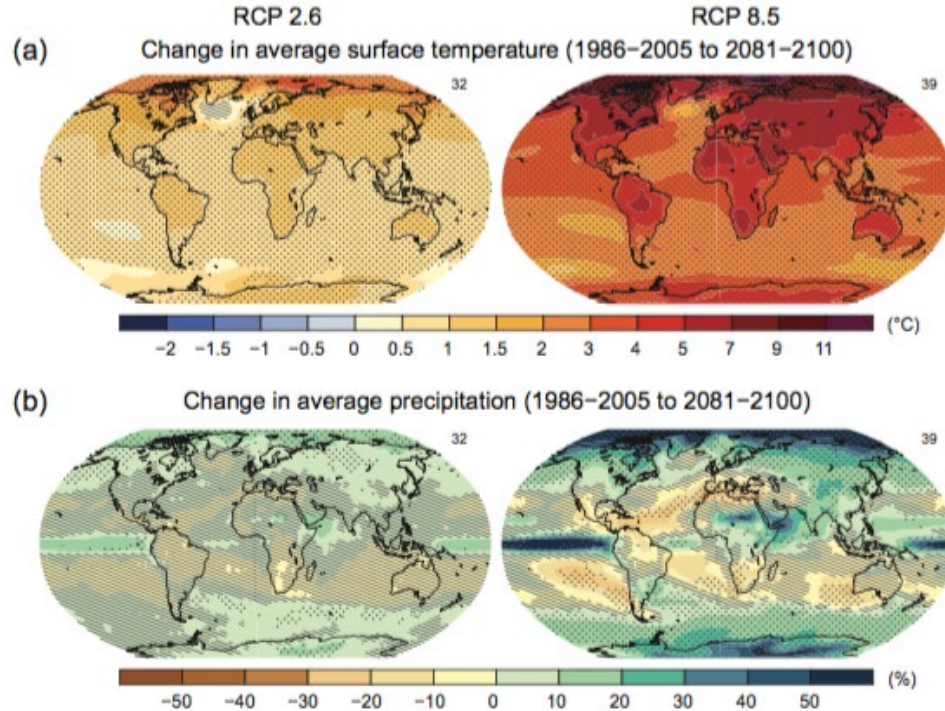 RCP 2.6 RCP 8.5
(a) Change in average surface temperature (1986−2005 to 2081−2100)
32 39
(°C)
−2 −1.5 −1 −0.5 0 0.5 1 1.5 2 3 4 5 7 9 11
(b) Change in average precipitation (1986−2005 to 2081−2100)
32 39
(%)
−50 −40 −30 −20 −10 0 10 20 30 40 50